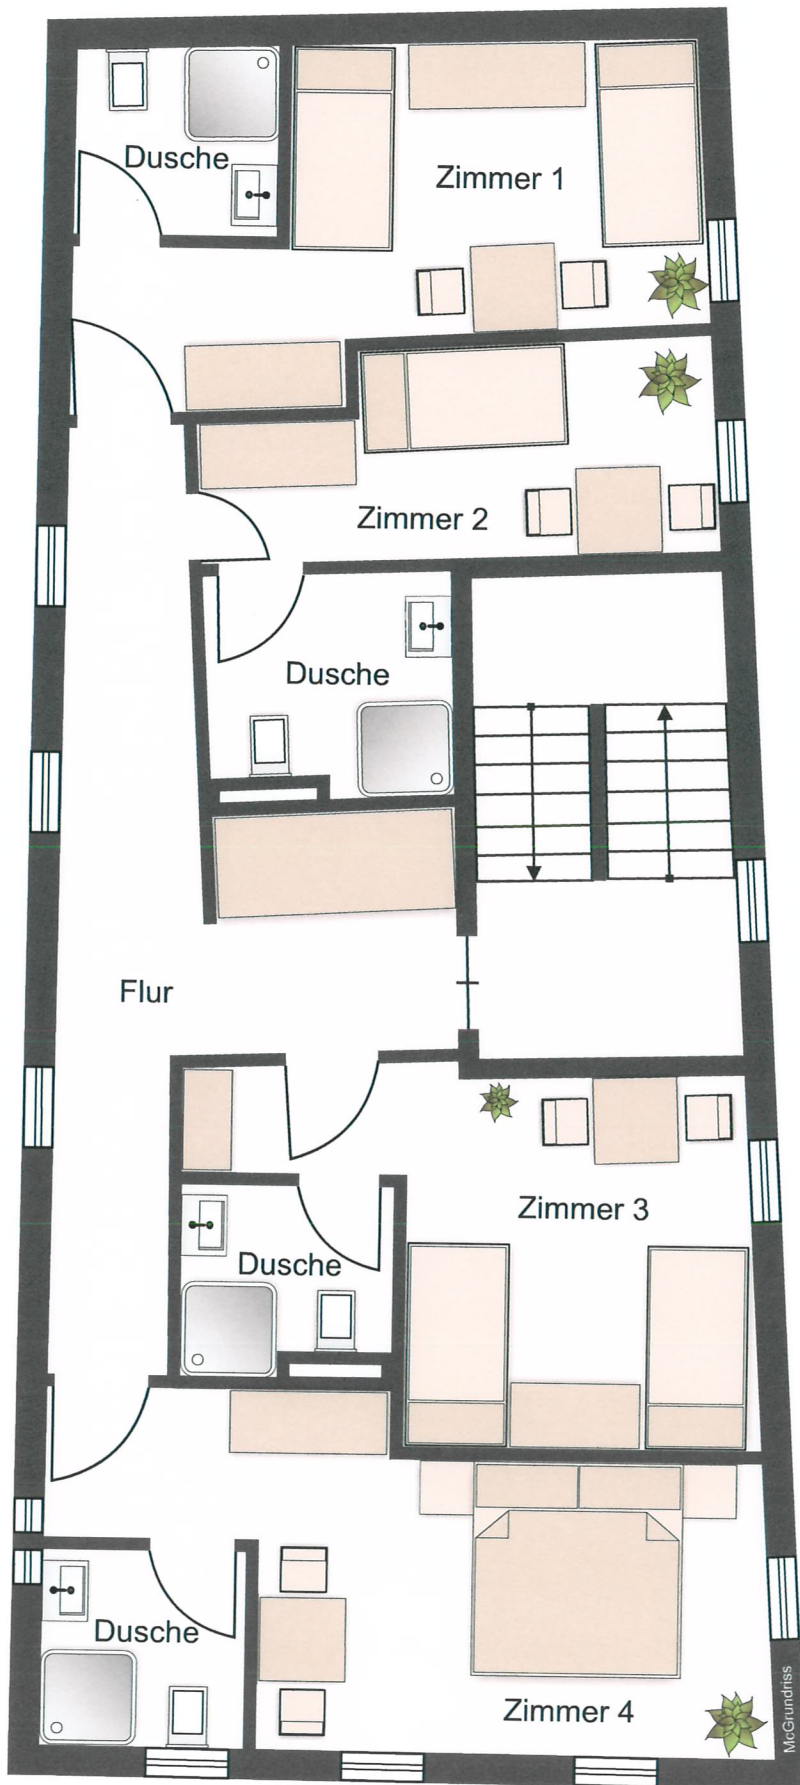 Dusche
Zimmer 1
Zimmer 2
Dusche
Flur
Zimmer 3
Dusche
Dusche
Zimmer 4
McGrundriss